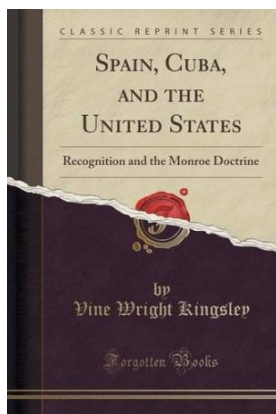 CLASSIC REPRINT SERIES
SPAIN, CUBA,
AND THE
UNITED STATES
Recognition and the Monroe Doctrine
by
Vine Wright Kingsley
Forgotten Books